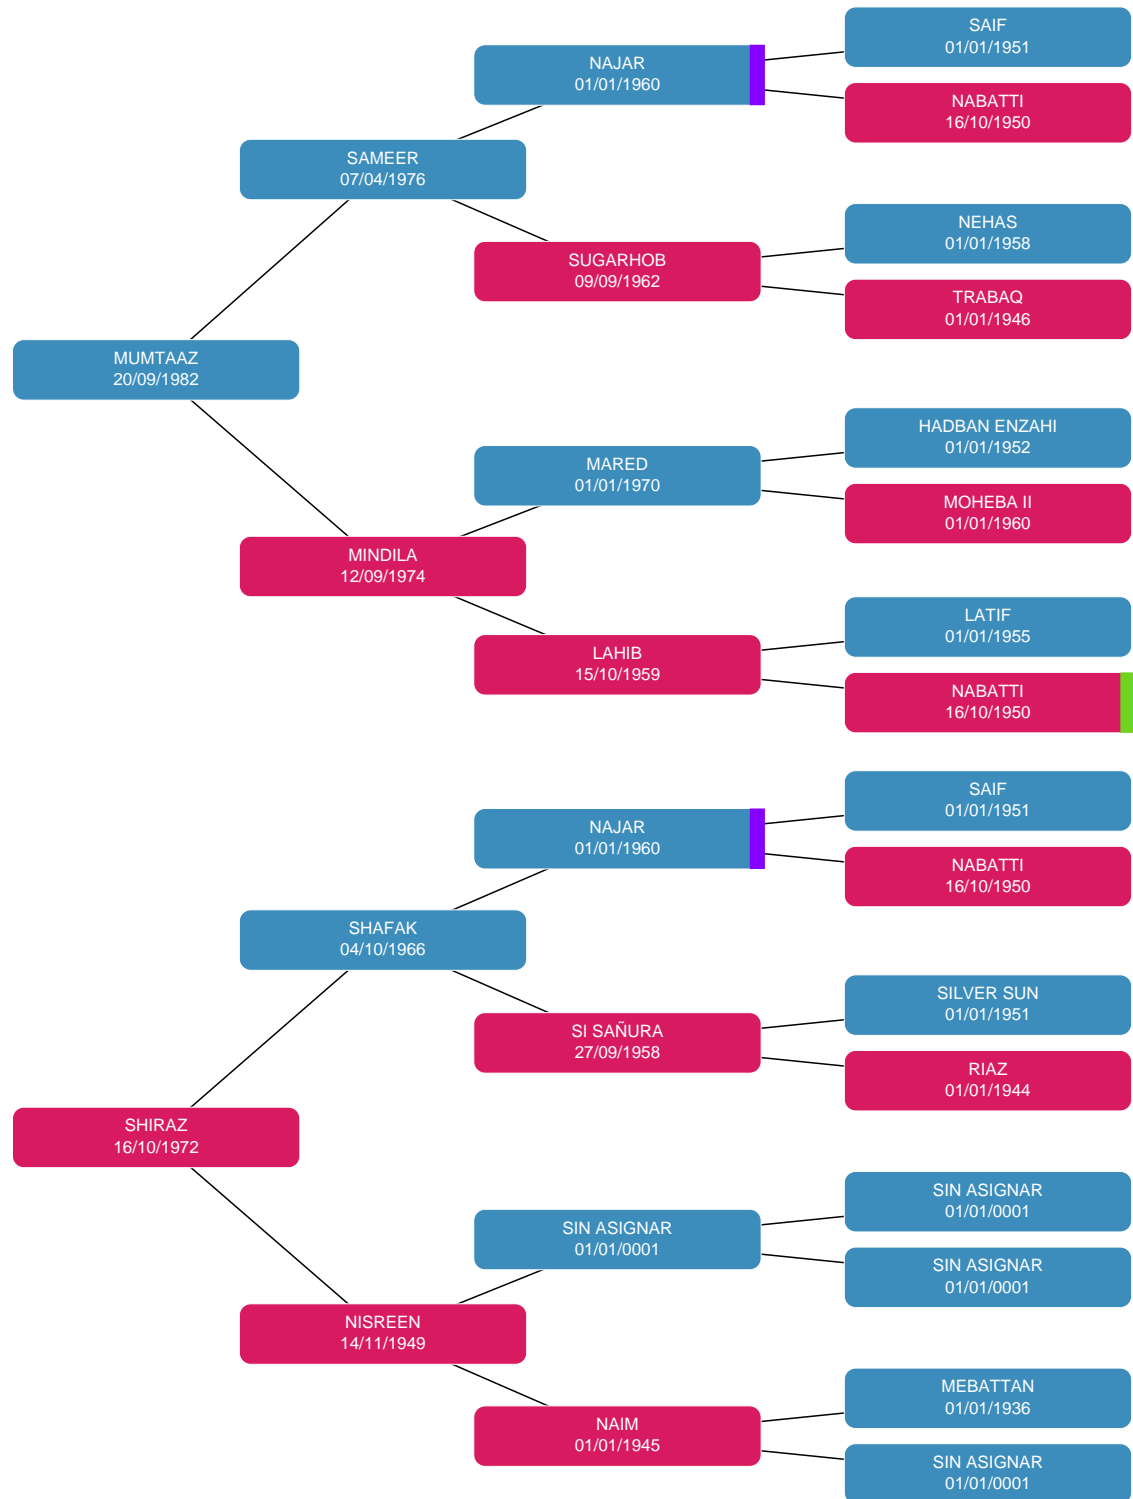 SAIF
01/01/1951
NAJAR
01/01/1960
NABATTI
16/10/1950
SAMEER
07/04/1976
NEHAS
01/01/1958
SUGARHOB
09/09/1962
TRABAQ
01/01/1946
MUMTAAZ
20/09/1982
HADBAN ENZAHI
01/01/1952
MARED
01/01/1970
MOHEBA II
01/01/1960
MINDILA
12/09/1974
LATIF
01/01/1955
LAHIB
15/10/1959
NABATTI
16/10/1950
SAIF
01/01/1951
NAJAR
01/01/1960
NABATTI
16/10/1950
SHAFAK
04/10/1966
SILVER SUN
01/01/1951
SI SAÑURA
27/09/1958
RIAZ
01/01/1944
SHIRAZ
16/10/1972
SIN ASIGNAR
01/01/0001
SIN ASIGNAR
01/01/0001
SIN ASIGNAR
01/01/0001
NISREEN
14/11/1949
MEBATTAN
01/01/1936
NAIM
01/01/1945
SIN ASIGNAR
01/01/0001